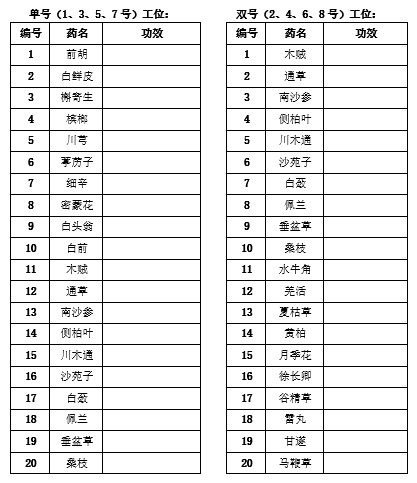 单号（1、3、5、7 号）工位：
编号 药名 功效
1 前胡
2 白鲜皮
3 槲寄生
4 槟榔
5 川芎
6 葶苈子
7 细辛
8 密蒙花
9 白头翁
10 白前
11 木贼
12 通草
13 南沙参
14 侧柏叶
15 川木通
16 沙苑子
17 白蔹
18 佩兰
19 垂盆草
20 桑枝
双号（2、4、6、8 号）工位：
编号 药名 功效
1 木贼
2 通草
3 南沙参
4 侧柏叶
5 川木通
6 沙苑子
7 白蔹
8 佩兰
9 垂盆草
10 桑枝
11 水牛角
12 羌活
13 夏枯草
14 黄柏
15 月季花
16 徐长卿
17 谷精草
18 雷丸
19 甘遂
20 马鞭草